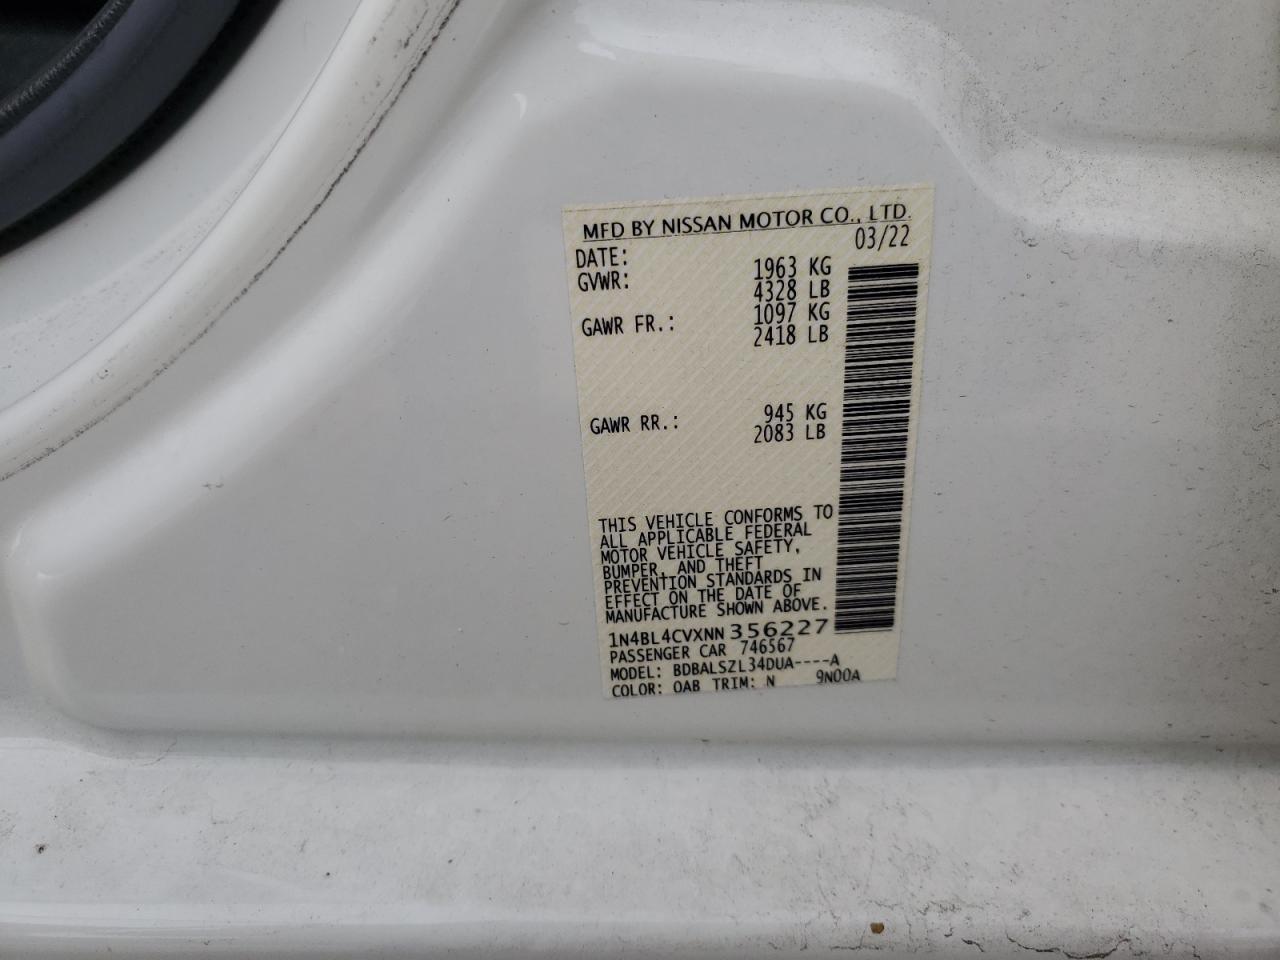 MFD BY NISSAN MOTOR CO., LTD.
DATE: 03/22
GVWR: 1963 KG
4328 LB
GAWR FR.: 1097 KG
2418 LB
GAWR RR.: 945 KG
2083 LB
THIS VEHICLE CONFORMS TO
ALL APPLICABLE FEDERAL
MOTOR VEHICLE SAFETY,
BUMPER, AND THEFT
PREVENTION STANDARDS IN
EFFECT ON THE DATE OF
MANUFACTURE SHOWN ABOVE.
1N4BL4CVXNN356227
PASSENGER CAR 746567
MODEL: BDBALSZL34DUA----A
COLOR: QAB TRIM: N 9N00A